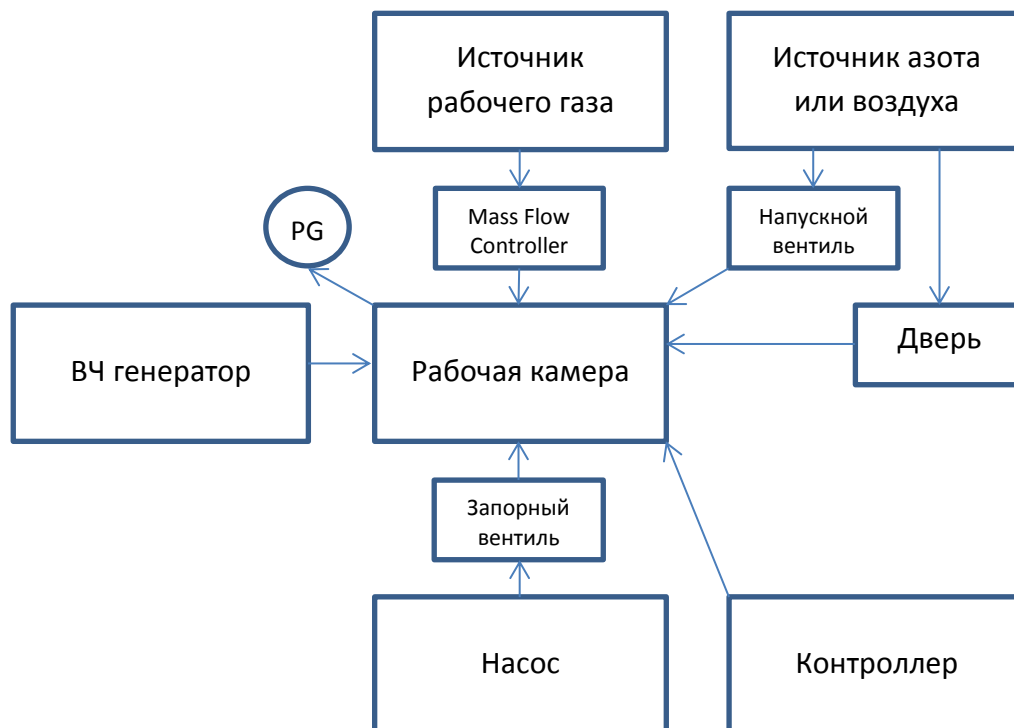 Источник
рабочего газа
Источник азота
или воздуха
PG
Mass Flow
Controller
Напускной
вентиль
ВЧ генератор
Рабочая камера
Дверь
Запорный
вентиль
Насос
Контроллер